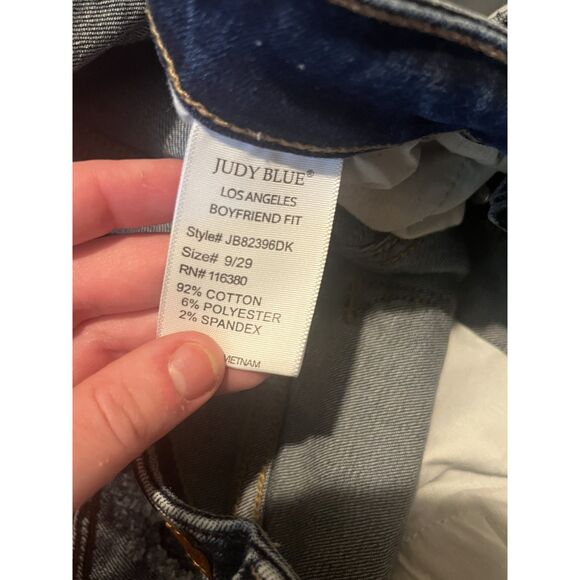 JUDY BLUE®
LOS ANGELES
BOYFRIEND FIT
Style# JB82396DK
Size# 9/29
RN# 116380
92% COTTON
6% POLYESTER
2% SPANDEX
VIETNAM